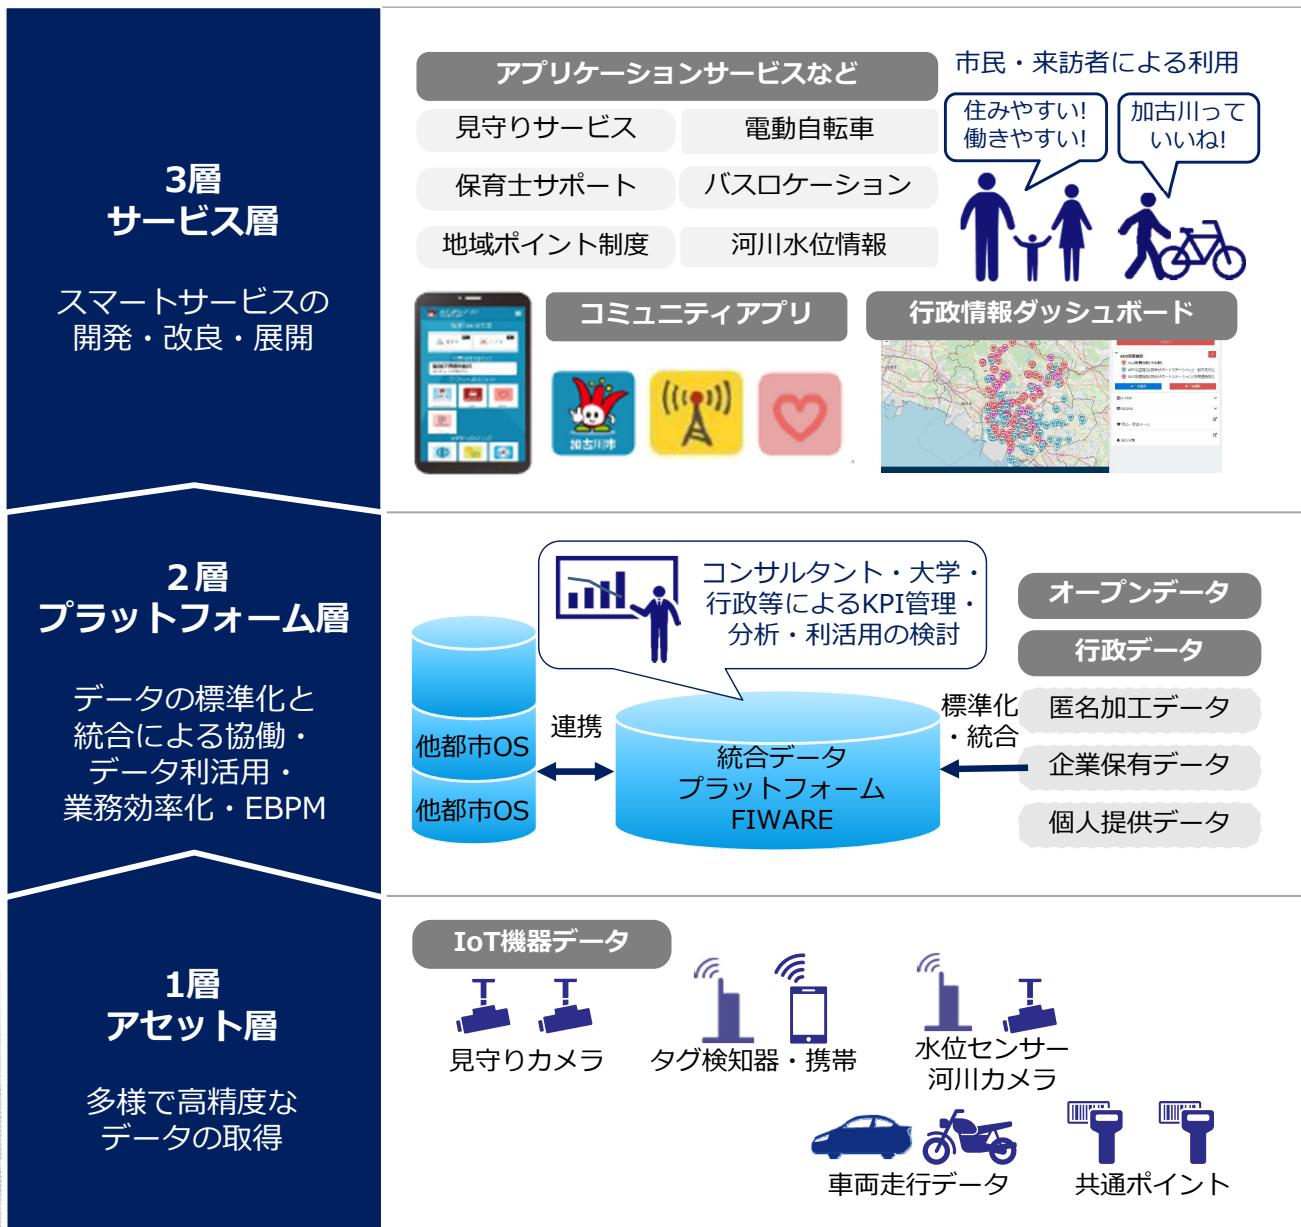 3層
サービス層
スマートサービスの
開発・改良・展開
アプリケーションサービスなど
見守りサービス
電動自転車
保育士サポート
バスロケーション
地域ポイント制度
河川水位情報
市民・来訪者による利用
住みやすい!
働きやすい!
加古川って
いいね!
コミュニティアプリ
加古川市
行政情報ダッシュボード
2層
プラットフォーム層
データの標準化と
統合による協働・
データ利活用・
業務効率化・EBPM
コンサルタント・大学・
行政等によるKPI管理・
分析・利活用の検討
他都市OS
他都市OS
連携
統合データ
プラットフォーム
FIWARE
標準化
・統合
オープンデータ
行政データ
匿名加工データ
企業保有データ
個人提供データ
1層
アセット層
多様で高精度な
データの取得
IoT機器データ
見守りカメラ
タグ検知器・携帯
水位センサー
河川カメラ
車両走行データ
共通ポイント